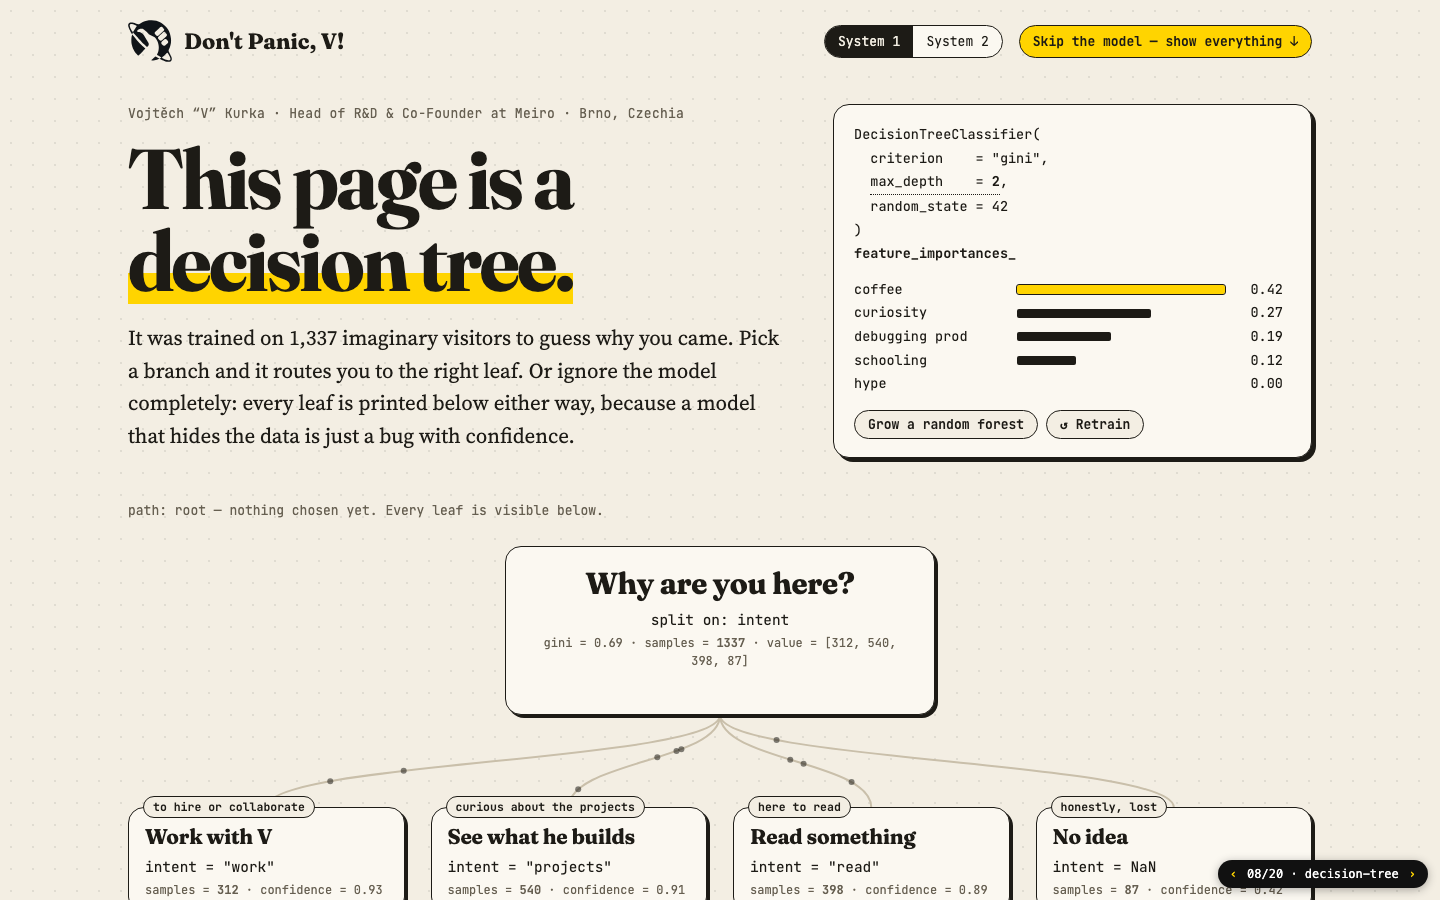 Don't Panic, V!
System 1
System 2
Skip the model — show everything ↓
Vojtěch “V” Kurka · Head of R&D & Co-Founder at Meiro · Brno, Czechia
This page is a
decision tree.
It was trained on 1,337 imaginary visitors to guess why you came. Pick
a branch and it routes you to the right leaf. Or ignore the model
completely: every leaf is printed below either way, because a model
that hides the data is just a bug with confidence.
DecisionTreeClassifier(
criterion = "gini",
max_depth = 2,
random_state = 42
)
feature_importances_
coffee 0.42
curiosity 0.27
debugging prod 0.19
schooling 0.12
hype 0.00
Grow a random forest
↺ Retrain
path: root — nothing chosen yet. Every leaf is visible below.
Why are you here?
split on: intent
gini = 0.69 · samples = 1337 · value = [312, 540,
398, 87]
to hire or collaborate
Work with V
intent = "work"
samples = 312 · confidence = 0.93
curious about the projects
See what he builds
intent = "projects"
samples = 540 · confidence = 0.91
here to read
Read something
intent = "read"
samples = 398 · confidence = 0.89
honestly, lost
No idea
intent = NaN
samples = 87 · confidence = 0.42
‹ 08/20 · decision-tree ›